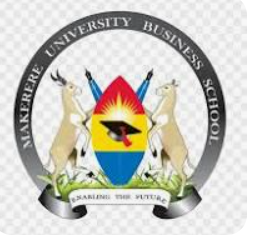 MAKERERE UNIVERSITY BUSINESS SCHOOL
ENABLING THE FUTURE